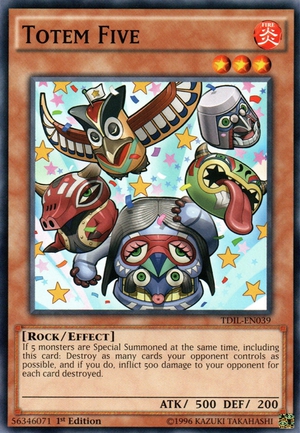 TOTEM FIVE
FIRE
炎
TDIL-EN039
[ROCK/EFFECT]
If 5 monsters are Special Summoned at the same time, including
this card: Destroy as many cards your opponent controls
as possible, and if you do, inflict 500 damage to your opponent for
each card destroyed.
ATK/ 500 DEF/ 200
56346071 1st Edition ©1996 KAZUKI TAKAHASHI